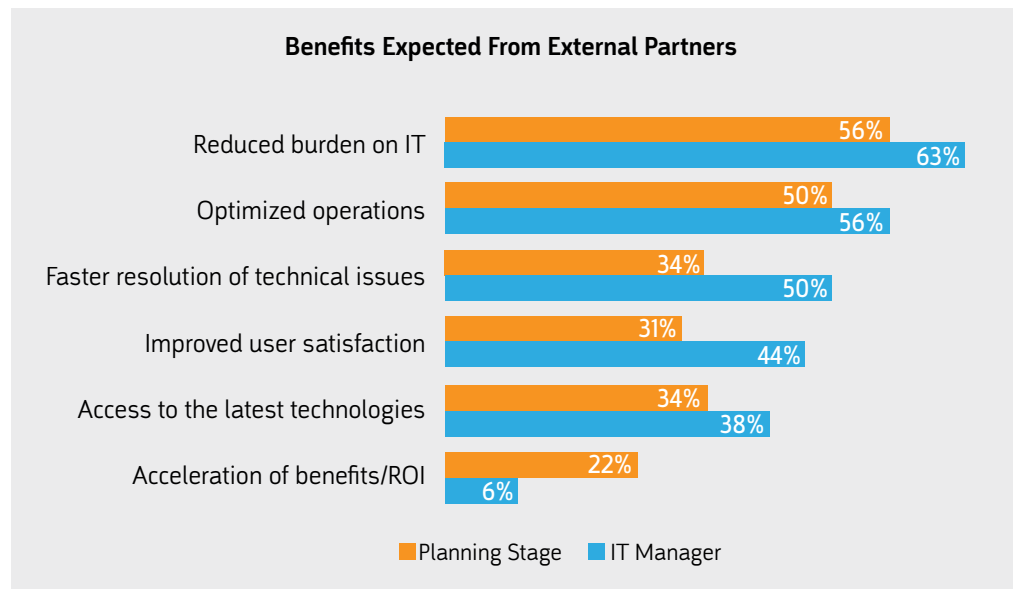 Benefits Expected From External Partners
Reduced burden on IT
56%
63%
Optimized operations
50%
56%
Faster resolution of technical issues
34%
50%
Improved user satisfaction
31%
44%
Access to the latest technologies
34%
38%
Acceleration of benefits/ROI
22%
6%
Planning Stage IT Manager